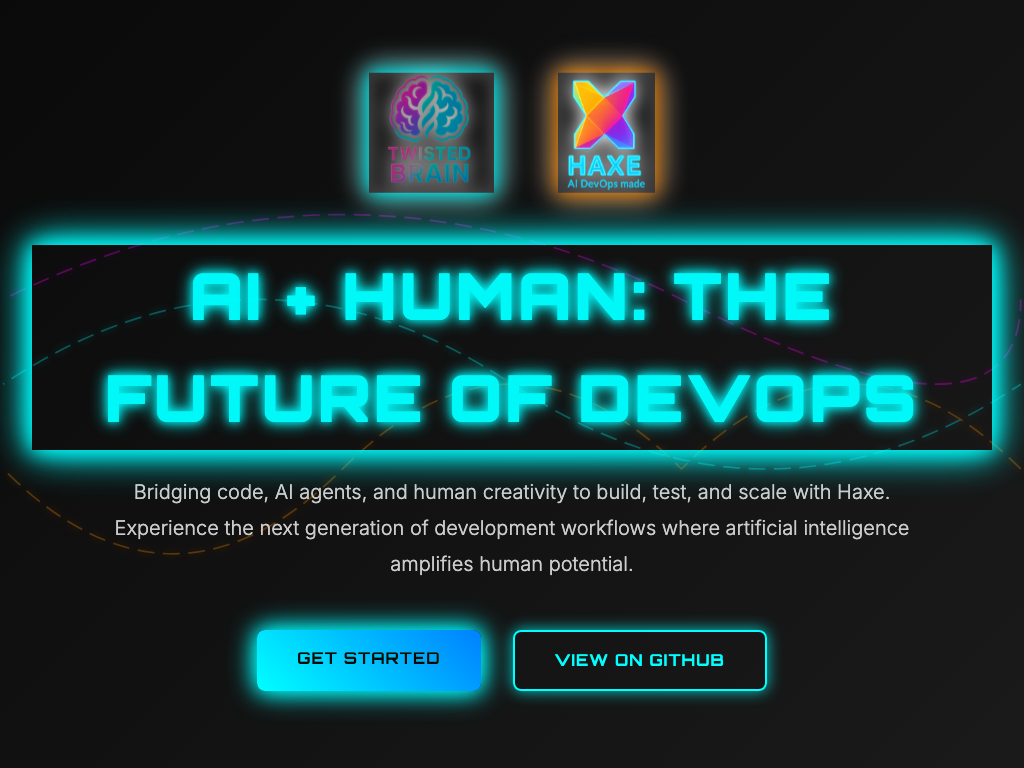 TWISTED
BRAIN
HAXE
AI DevOps made
AI + HUMAN: THE
FUTURE OF DEVOPS
Bridging code, AI agents, and human creativity to build, test, and scale with Haxe.
Experience the next generation of development workflows where artificial intelligence
amplifies human potential.
GET STARTED
VIEW ON GITHUB